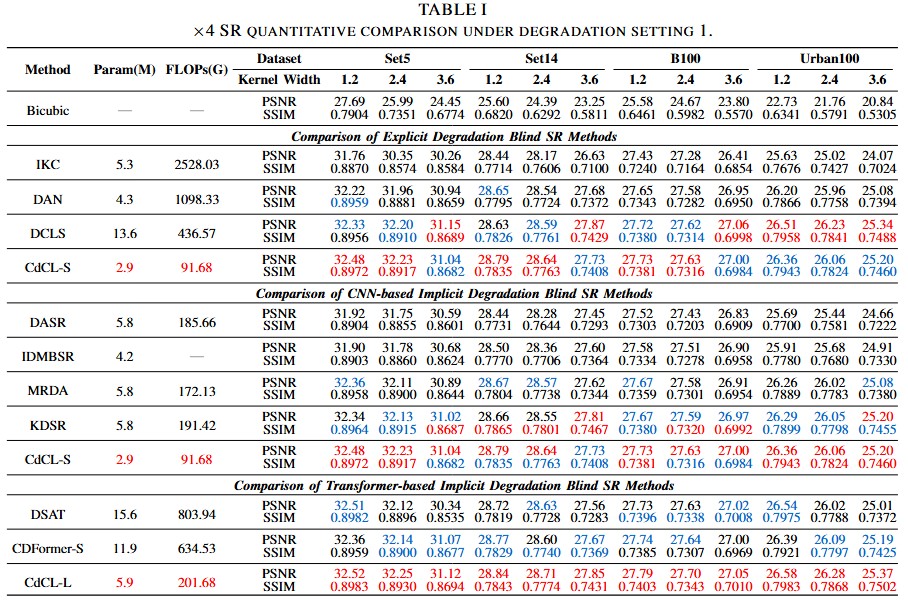 TABLE I
×4 SR QUANTITATIVE COMPARISON UNDER DEGRADATION SETTING 1.
Method Param(M) FLOPs(G) Dataset Set5 Set14 B100 Urban100
Kernel Width 1.2 2.4 3.6 1.2 2.4 3.6 1.2 2.4 3.6 1.2 2.4 3.6
Bicubic — — PSNR 27.69 25.99 24.45 25.60 24.39 23.25 25.58 24.67 23.80 22.73 21.76 20.84
SSIM 0.7904 0.7351 0.6774 0.6820 0.6292 0.5811 0.6461 0.5982 0.5570 0.6341 0.5791 0.5305
Comparison of Explicit Degradation Blind SR Methods
IKC 5.3 2528.03 PSNR 31.76 30.35 30.26 28.44 28.17 26.63 27.43 27.28 26.41 25.63 25.02 24.07
SSIM 0.8870 0.8574 0.8584 0.7714 0.7606 0.7100 0.7240 0.7164 0.6854 0.7676 0.7427 0.7024
DAN 4.3 1098.33 PSNR 32.22 31.96 30.94 28.65 28.54 27.68 27.65 27.58 26.95 26.20 25.96 25.08
SSIM 0.8959 0.8881 0.8659 0.7795 0.7724 0.7372 0.7343 0.7282 0.6950 0.7866 0.7758 0.7394
DCLS 13.6 436.57 PSNR 32.33 32.20 31.15 28.63 28.59 27.87 27.72 27.62 27.06 26.51 26.23 25.34
SSIM 0.8956 0.8910 0.8689 0.7826 0.7761 0.7429 0.7380 0.7314 0.6998 0.7958 0.7841 0.7488
CdCL-S 2.9 91.68 PSNR 32.48 32.23 31.04 28.79 28.64 27.73 27.73 27.63 27.00 26.36 26.06 25.20
SSIM 0.8972 0.8917 0.8682 0.7835 0.7763 0.7408 0.7381 0.7316 0.6984 0.7943 0.7824 0.7460
Comparison of CNN-based Implicit Degradation Blind SR Methods
DASR 5.8 185.66 PSNR 31.92 31.75 30.59 28.44 28.28 27.45 27.52 27.43 26.83 25.69 25.44 24.66
SSIM 0.8904 0.8855 0.8601 0.7731 0.7644 0.7293 0.7303 0.7203 0.6909 0.7700 0.7581 0.7222
IDMBSR 4.2 — PSNR 31.90 31.78 30.68 28.50 28.36 27.60 27.58 27.51 26.90 25.91 25.68 24.91
SSIM 0.8903 0.8860 0.8624 0.7770 0.7706 0.7364 0.7334 0.7278 0.6958 0.7780 0.7680 0.7330
MRDA 5.8 172.13 PSNR 32.36 32.11 30.89 28.67 28.57 27.62 27.67 27.58 26.91 26.26 26.02 25.08
SSIM 0.8958 0.8900 0.8644 0.7804 0.7738 0.7344 0.7359 0.7301 0.6954 0.7889 0.7783 0.7380
KDSR 5.8 191.42 PSNR 32.34 32.13 31.02 28.66 28.55 27.81 27.67 27.59 26.97 26.29 26.05 25.20
SSIM 0.8964 0.8915 0.8687 0.7865 0.7801 0.7467 0.7380 0.7320 0.6992 0.7899 0.7798 0.7455
CdCL-S 2.9 91.68 PSNR 32.48 32.23 31.04 28.79 28.64 27.73 27.73 27.63 27.00 26.36 26.06 25.20
SSIM 0.8972 0.8917 0.8682 0.7835 0.7763 0.7408 0.7381 0.7316 0.6984 0.7943 0.7824 0.7460
Comparison of Transformer-based Implicit Degradation Blind SR Methods
DSAT 15.6 803.94 PSNR 32.51 32.12 30.34 28.72 28.63 27.56 27.73 27.63 27.02 26.54 26.02 25.01
SSIM 0.8982 0.8896 0.8535 0.7819 0.7728 0.7283 0.7396 0.7338 0.7008 0.7975 0.7788 0.7372
CDFormer-S 11.9 634.53 PSNR 32.36 32.14 31.07 28.77 28.60 27.67 27.74 27.64 27.00 26.39 26.09 25.19
SSIM 0.8959 0.8900 0.8677 0.7829 0.7740 0.7369 0.7385 0.7307 0.6969 0.7921 0.7797 0.7425
CdCL-L 5.9 201.68 PSNR 32.52 32.25 31.12 28.84 28.71 27.85 27.79 27.70 27.05 26.58 26.28 25.37
SSIM 0.8983 0.8930 0.8694 0.7843 0.7774 0.7431 0.7403 0.7343 0.7010 0.7983 0.7868 0.7502